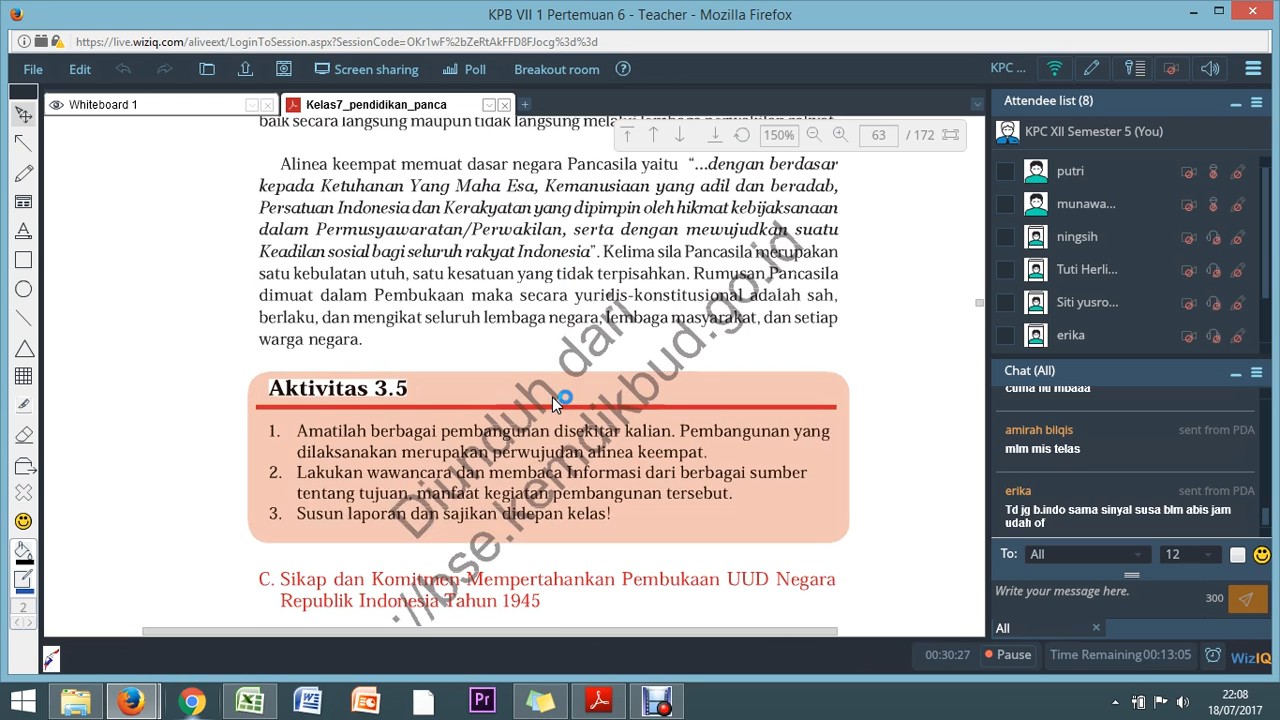 KPB VII 1 Pertemuan 6 - Teacher - Mozilla Firefox
https://live.wiziq.com/aliveext/LoginToSession.aspx?SessionCode=OKr1wF%2bZeRtAkFFD8FJocg%3d%3d
File Edit Screen sharing Poll Breakout room KPC ...
Whiteboard 1 Kelas7_pendidikan_panca
150% 63 / 172
baik secara langsung maupun tidak langsung melalui lembaga perwakilan rakyat.
Alinea keempat memuat dasar negara Pancasila yaitu “...dengan berdasar
kepada Ketuhanan Yang Maha Esa, Kemanusiaan yang adil dan beradab,
Persatuan Indonesia dan Kerakyatan yang dipimpin oleh hikmat kebijaksanaan
dalam Permusyawaratan/Perwakilan, serta dengan mewujudkan suatu
Keadilan sosial bagi seluruh rakyat Indonesia”. Kelima sila Pancasila merupakan
satu kebulatan utuh, satu kesatuan yang tidak terpisahkan. Rumusan Pancasila
dimuat dalam Pembukaan maka secara yuridis-konstitusional adalah sah,
berlaku, dan mengikat seluruh lembaga negara, lembaga masyarakat, dan setiap
warga negara.
Diunduh dari
://bse.kemdikbud.go.id
Aktivitas 3.5
1. Amatilah berbagai pembangunan disekitar kalian. Pembangunan yang
dilaksanakan merupakan perwujudan alinea keempat.
2. Lakukan wawancara dan membaca Informasi dari berbagai sumber
tentang tujuan, manfaat kegiatan pembangunan tersebut.
3. Susun laporan dan sajikan didepan kelas!
C. Sikap dan Komitmen Mempertahankan Pembukaan UUD Negara
Republik Indonesia Tahun 1945
Attendee list (8)
KPC XII Semester 5 (You)
putri
munawa...
ningsih
Tuti Herli...
Siti yusro...
erika
Chat (All)
amirah bilqis sent from PDA
mlm mis telas
erika sent from PDA
Td jg b.indo sama sinyal susa blm abis jam
udah of
To: All 12
Write your message here. 300
All
2
00:30:27 Pause Time Remaining 00:13:05 WizIQ
Pr
22:08
18/07/2017